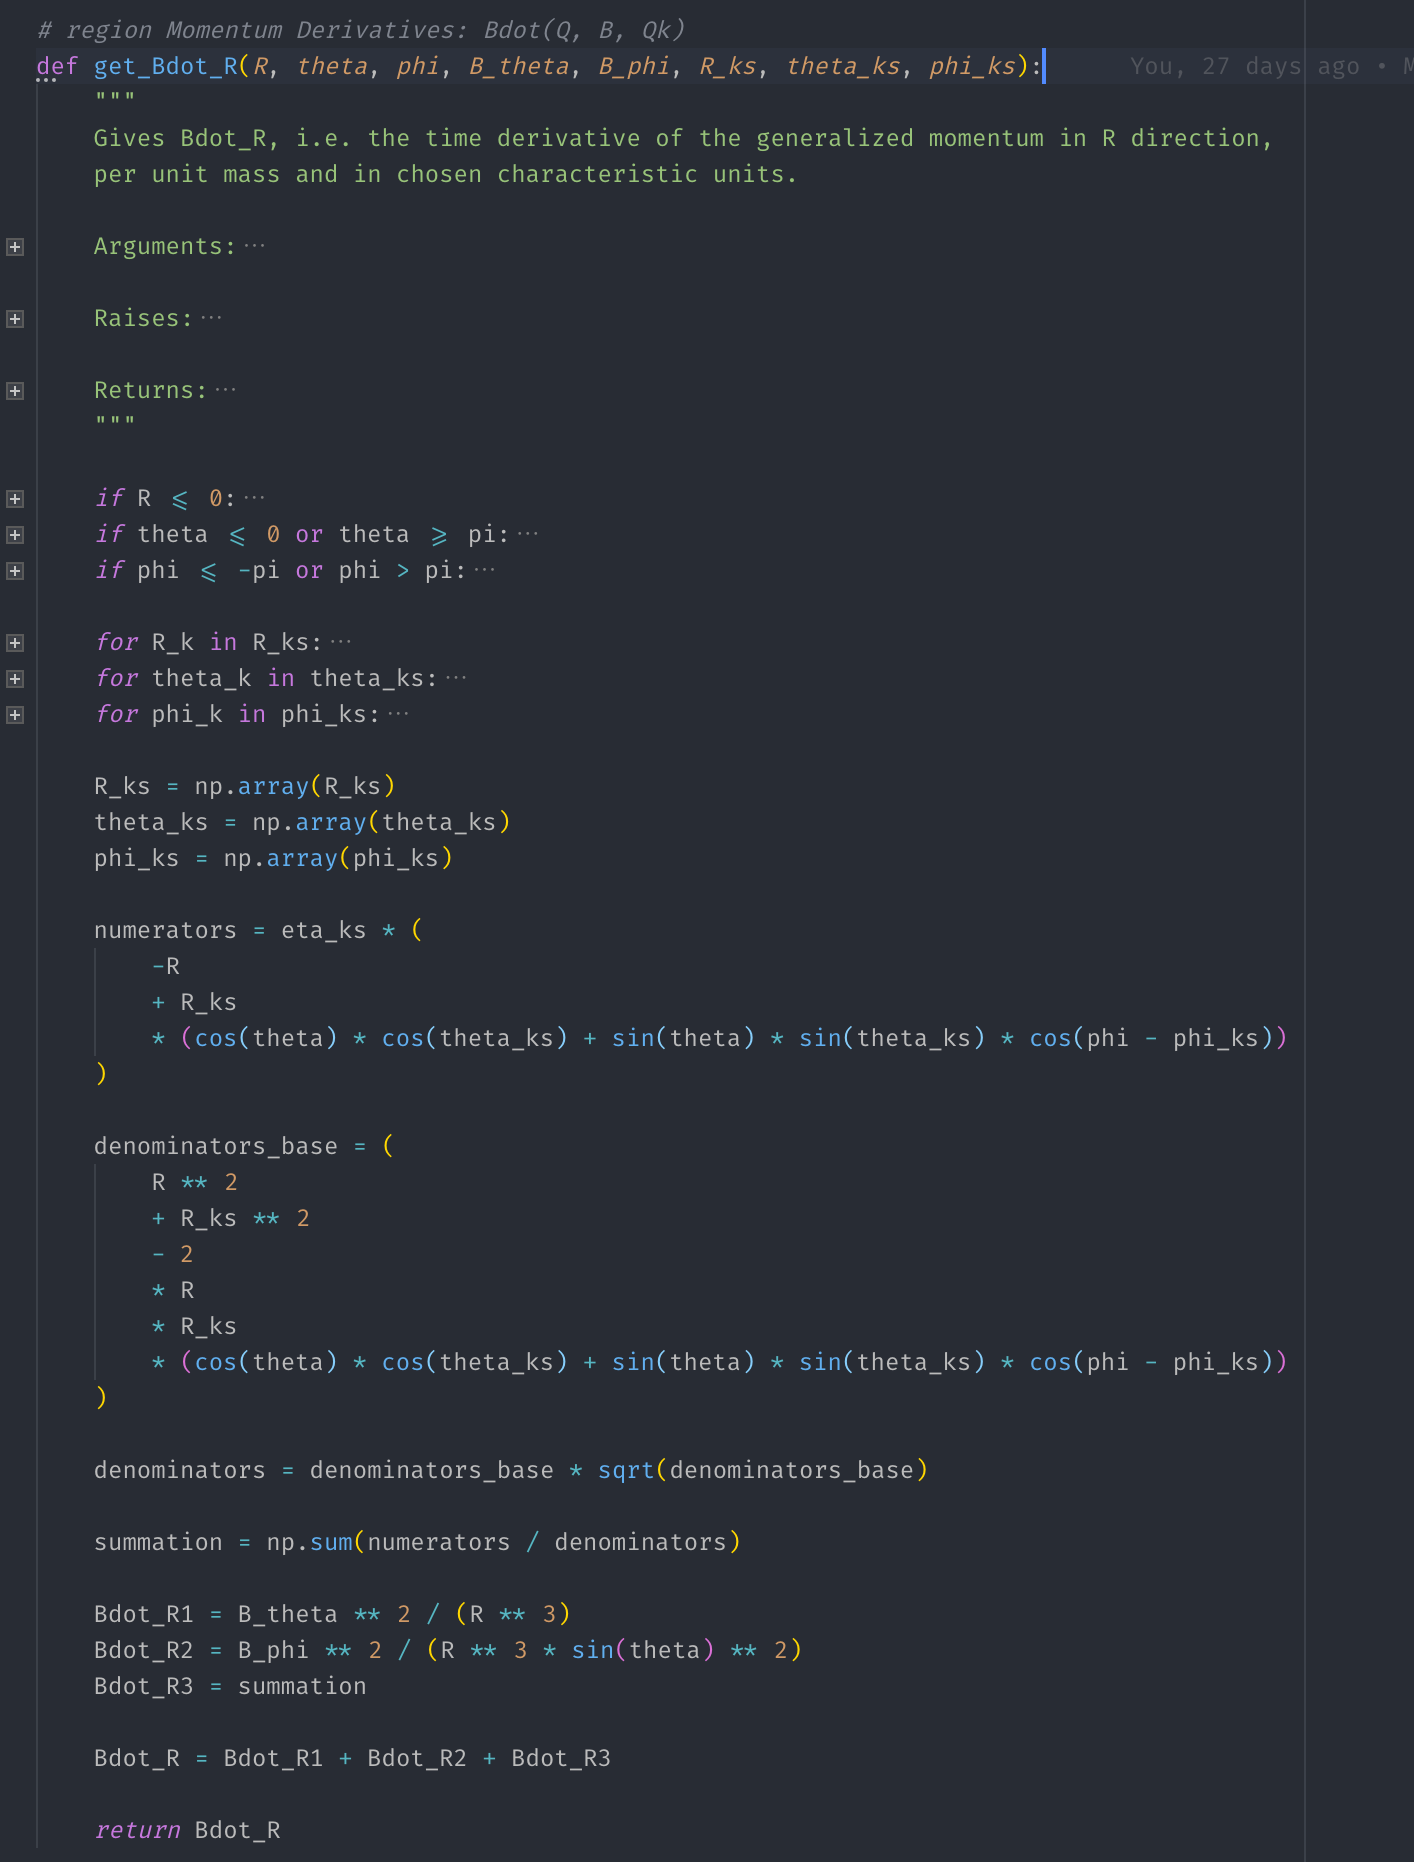 # region Momentum Derivatives: Bdot(Q, B, Qk)
def get_Bdot_R(R, theta, phi, B_theta, B_phi, R_ks, theta_ks, phi_ks): You, 27 days ago • M
"""
Gives Bdot_R, i.e. the time derivative of the generalized momentum in R direction,
per unit mass and in chosen characteristic units.
Arguments:···
Raises:···
Returns:···
"""
if R ⩽ 0:···
if theta ⩽ 0 or theta ⩾ pi:···
if phi ⩽ -pi or phi > pi:···
for R_k in R_ks:···
for theta_k in theta_ks:···
for phi_k in phi_ks:···
R_ks = np.array(R_ks)
theta_ks = np.array(theta_ks)
phi_ks = np.array(phi_ks)
numerators = eta_ks * (
-R
+ R_ks
* (cos(theta) * cos(theta_ks) + sin(theta) * sin(theta_ks) * cos(phi - phi_ks))
)
denominators_base = (
R ** 2
+ R_ks ** 2
- 2
* R
* R_ks
* (cos(theta) * cos(theta_ks) + sin(theta) * sin(theta_ks) * cos(phi - phi_ks))
)
denominators = denominators_base * sqrt(denominators_base)
summation = np.sum(numerators / denominators)
Bdot_R1 = B_theta ** 2 / (R ** 3)
Bdot_R2 = B_phi ** 2 / (R ** 3 * sin(theta) ** 2)
Bdot_R3 = summation
Bdot_R = Bdot_R1 + Bdot_R2 + Bdot_R3
return Bdot_R